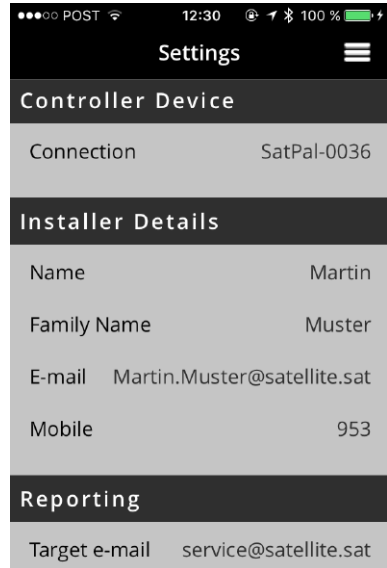 POST 12:30 100 %
Settings
Controller Device
Connection SatPal-0036
Installer Details
Name Martin
Family Name Muster
E-mail Martin.Muster@satellite.sat
Mobile 953
Reporting
Target e-mail service@satellite.sat